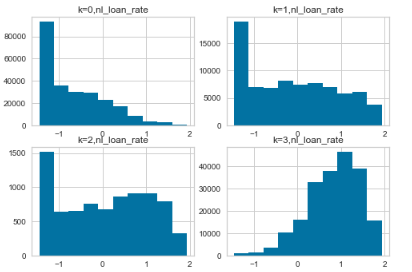 k=0,nl_loan_rate
k=1,nl_loan_rate
80000
60000
40000
20000
0
15000
10000
5000
0
-1 0 1 2
-1 0 1 2
k=2,nl_loan_rate
k=3,nl_loan_rate
1500
1000
500
0
40000
30000
20000
10000
0
-1 0 1 2
-1 0 1 2